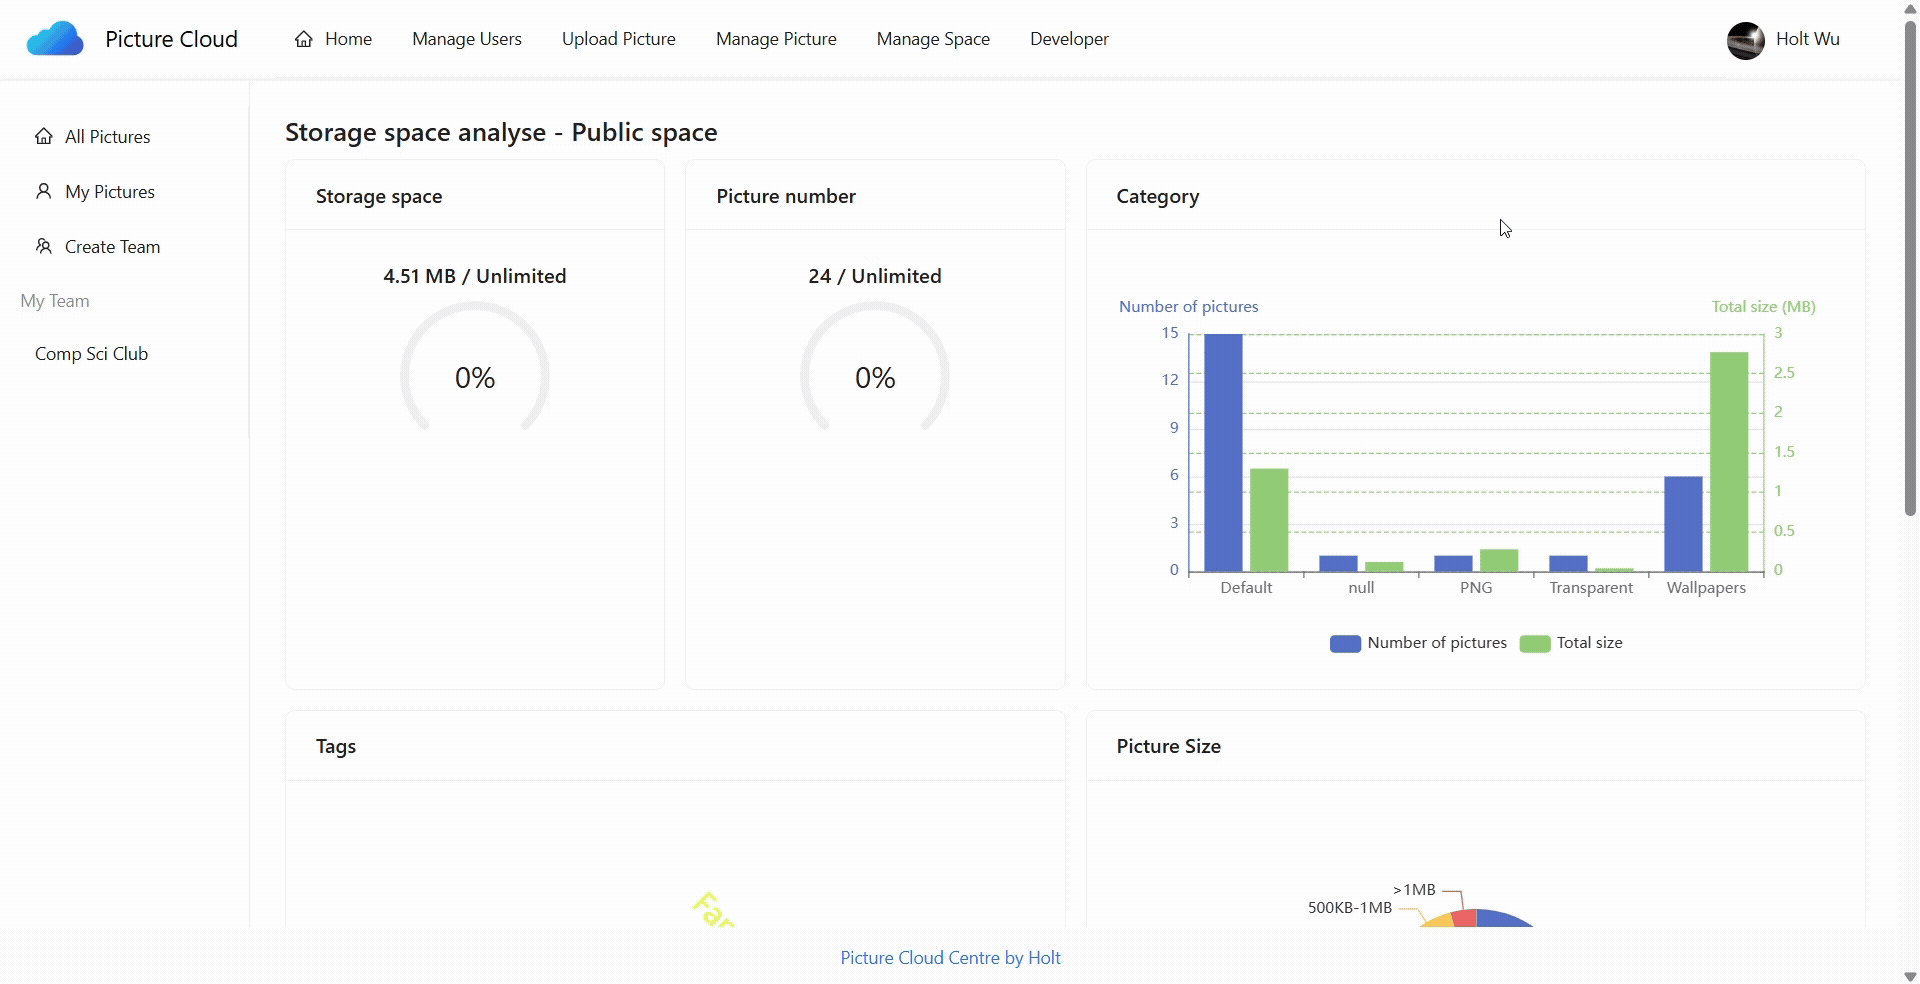 Picture Cloud
Home
Manage Users
Upload Picture
Manage Picture
Manage Space
Developer
Holt Wu
All Pictures
My Pictures
Create Team
My Team
Comp Sci Club
Storage space analyse - Public space
Storage space
4.51 MB / Unlimited
0%
Picture number
24 / Unlimited
0%
Category
Number of pictures
Total size (MB)
15
12
9
6
3
0
3
2.5
2
1.5
1
0.5
0
Default
null
PNG
Transparent
Wallpapers
Number of pictures
Total size
Tags
Picture Size
>1MB
500KB-1MB
Picture Cloud Centre by Holt